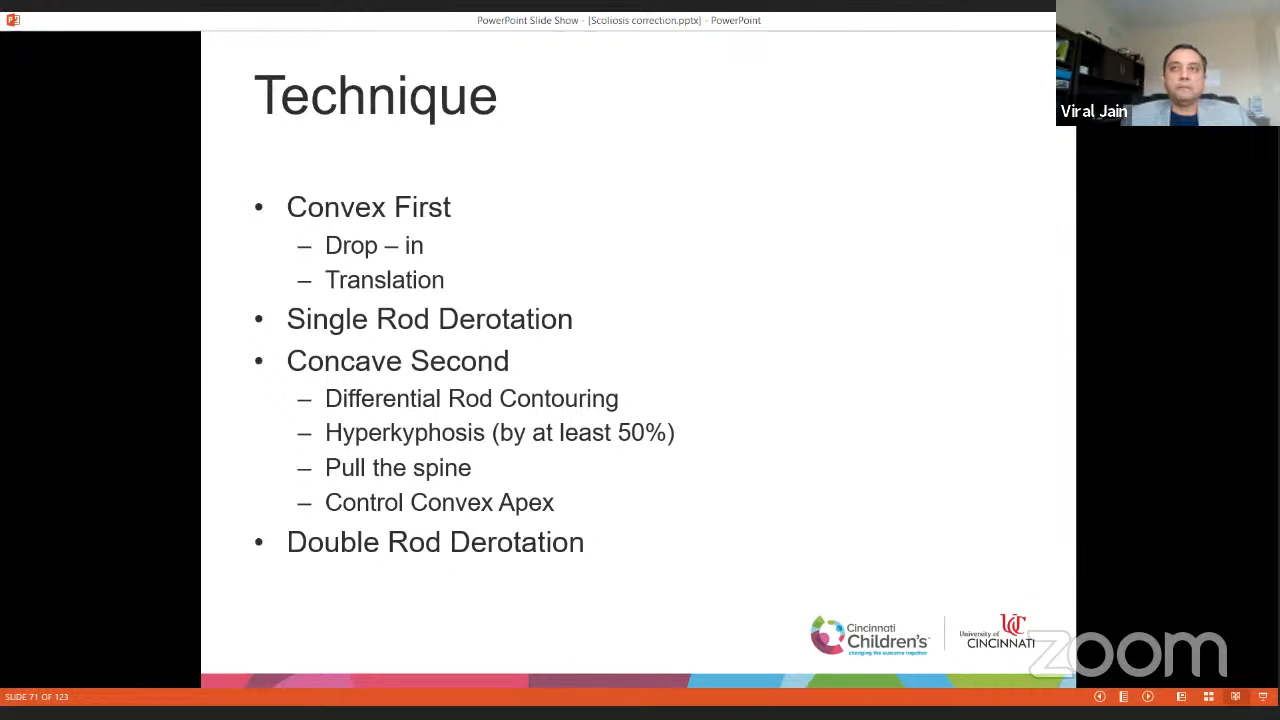 PowerPoint Slide Show - [Scoliosis correction.pptx] - PowerPoint
Viral Jain
Technique
• Convex First
– Drop – in
– Translation
• Single Rod Derotation
• Concave Second
– Differential Rod Contouring
– Hyperkyphosis (by at least 50%)
– Pull the spine
– Control Convex Apex
• Double Rod Derotation
Cincinnati
Children's™
changing the outcome together
UC
University of
CINCINNATI
zoom
SLIDE 71 OF 123